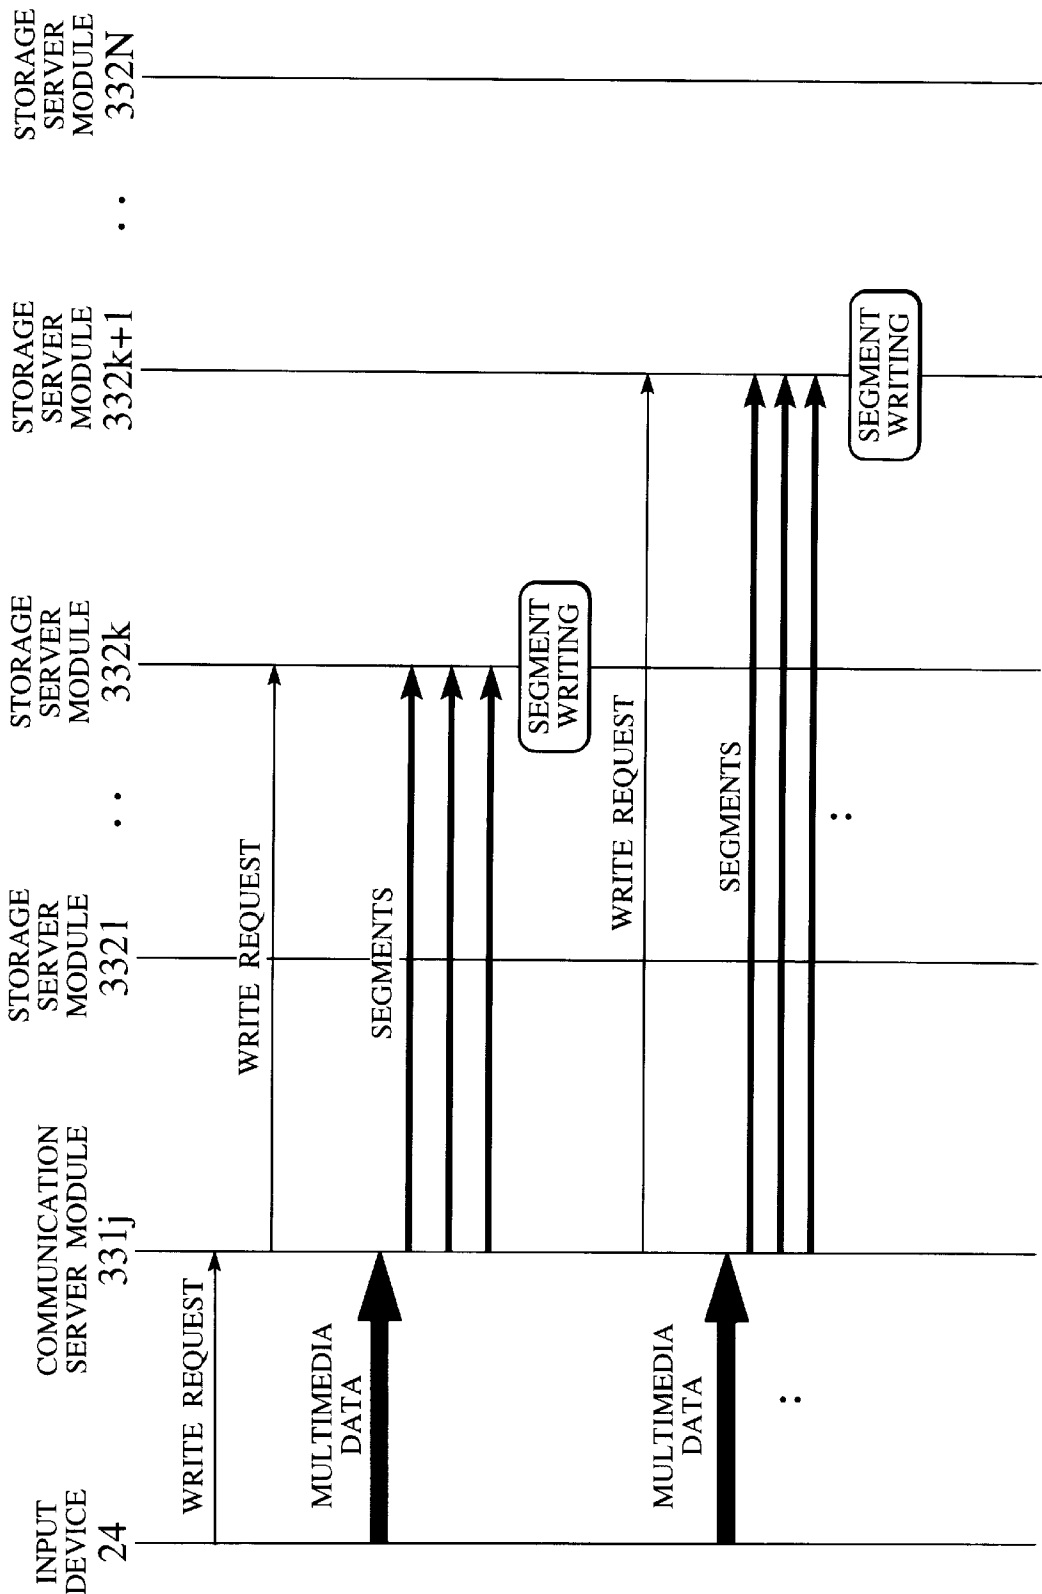 INPUT
DEVICE
24
COMMUNICATION
SERVER MODULE
331j
STORAGE
SERVER
MODULE
3321
..
STORAGE
SERVER
MODULE
332k
STORAGE
SERVER
MODULE
332k+1
..
STORAGE
SERVER
MODULE
332N
WRITE REQUEST
WRITE REQUEST
MULTIMEDIA
DATA
SEGMENTS
SEGMENT
WRITING
WRITE REQUEST
MULTIMEDIA
DATA
SEGMENTS
..
..
SEGMENT
WRITING